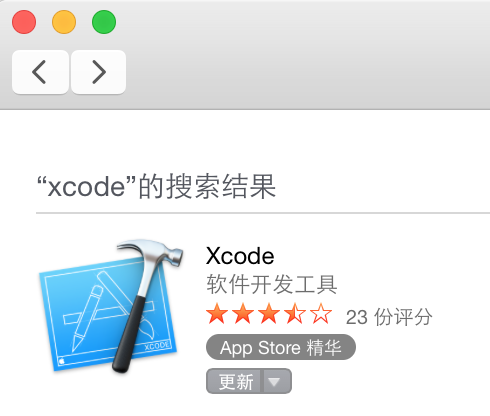 “xcode”的搜索结果
XCODE
Xcode
软件开发工具
23 份评分
App Store 精华
更新